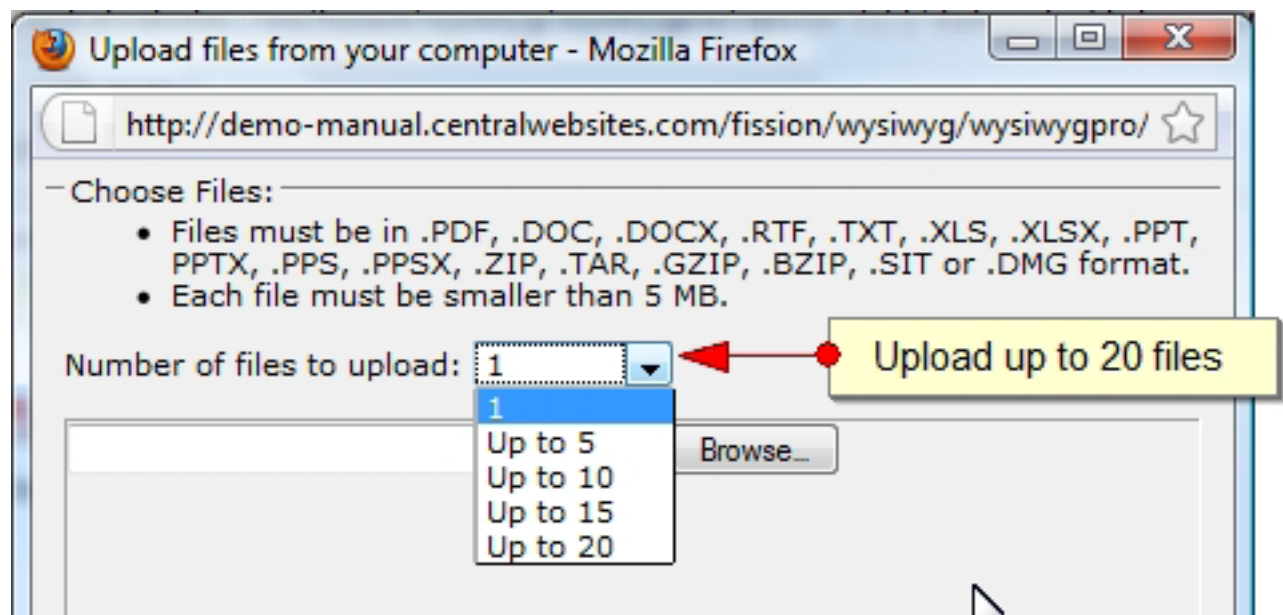 Upload files from your computer - Mozilla Firefox
http://demo-manual.centralwebsites.com/fission/wysiwyg/wysiwygpro/
Choose Files:
• Files must be in .PDF, .DOC, .DOCX, .RTF, .TXT, .XLS, .XLSX, .PPT,
PPTX, .PPS, .PPSX, .ZIP, .TAR, .GZIP, .BZIP, .SIT or .DMG format.
• Each file must be smaller than 5 MB.
Number of files to upload: 1
Upload up to 20 files
1
Up to 5
Browse...
Up to 10
Up to 15
Up to 20